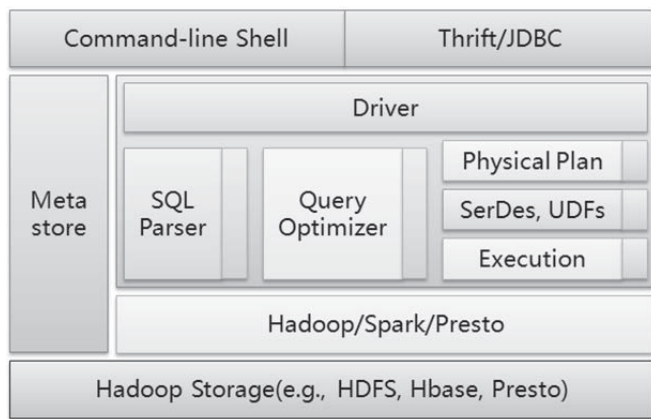 Command-line Shell
Thrift/JDBC
Meta
store
Driver
SQL
Parser
Query
Optimizer
Physical Plan
SerDes, UDFs
Execution
Hadoop/Spark/Presto
Hadoop Storage(e.g., HDFS, Hbase, Presto)